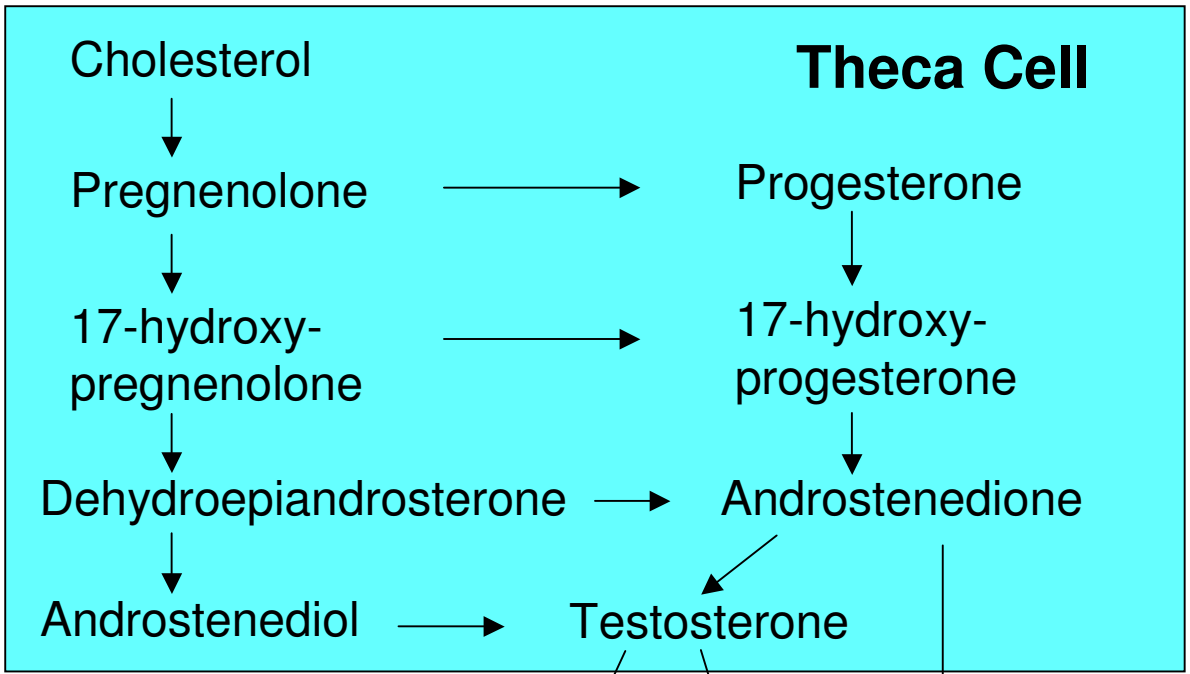 Cholesterol
Theca Cell
Pregnenolone
Progesterone
17-hydroxy-
pregnenolone
17-hydroxy-
progesterone
Dehydroepiandrosterone
Androstenedione
Androstenediol
Testosterone